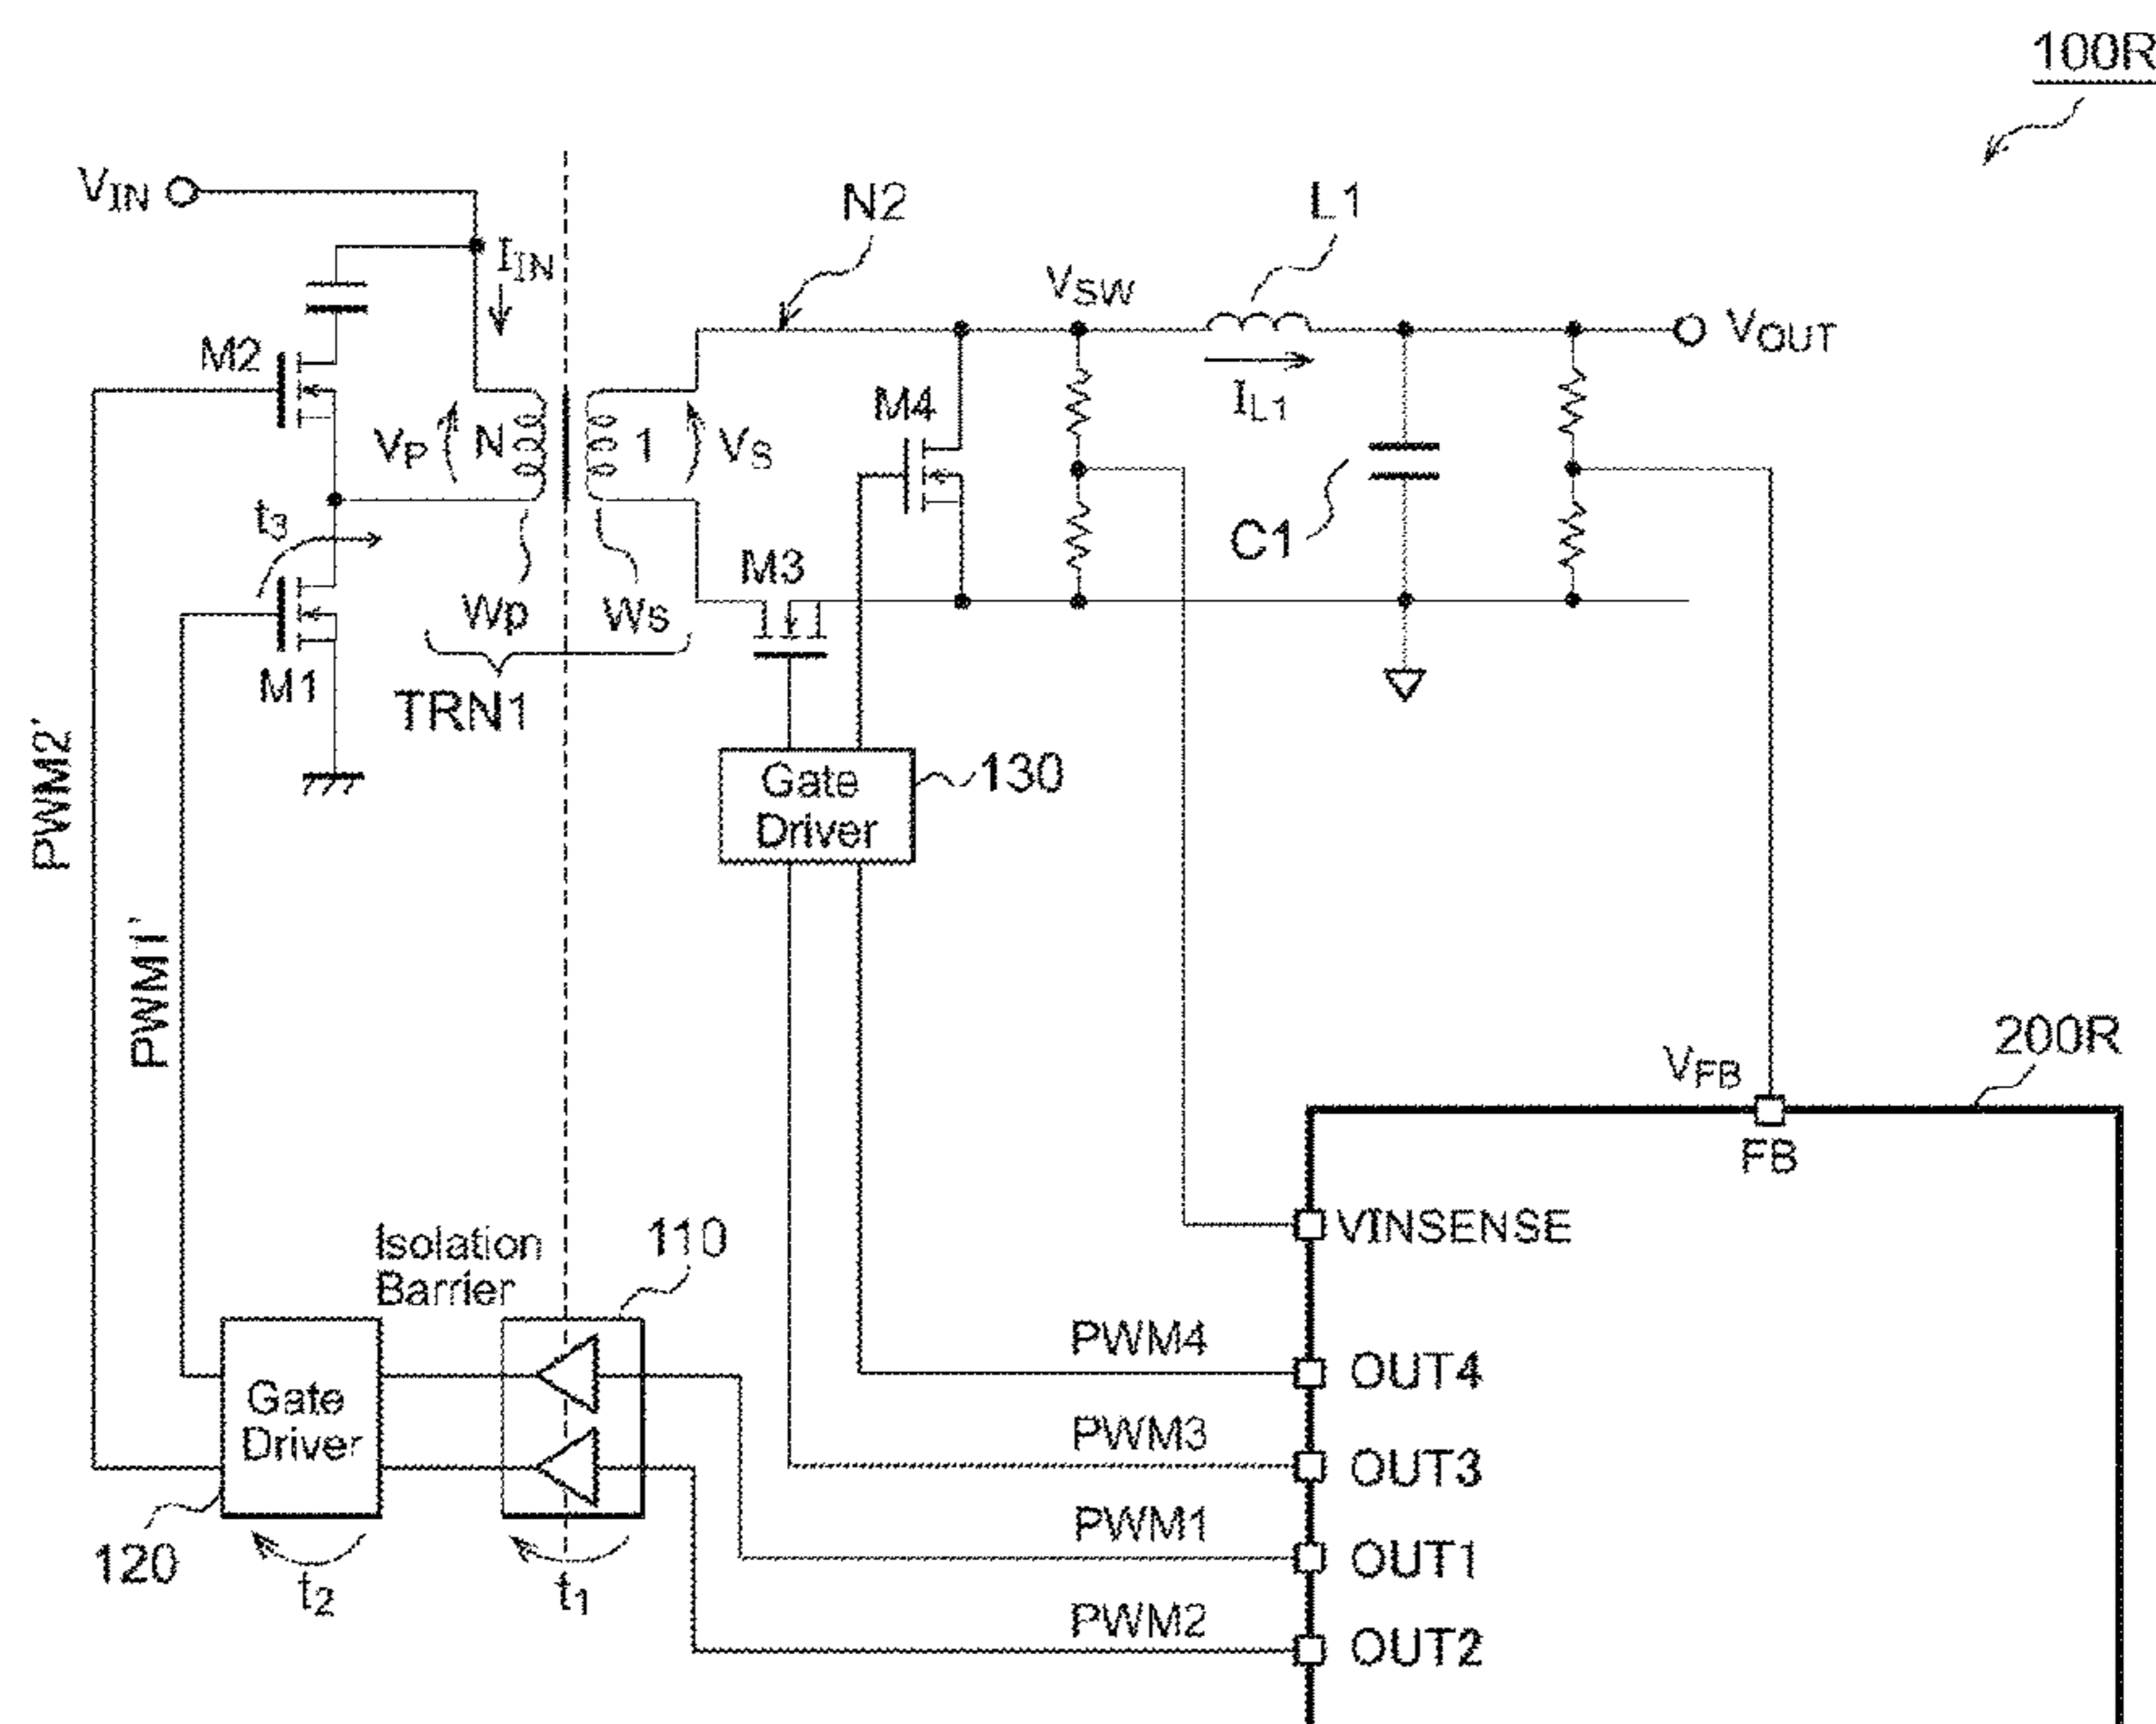 100R
VIN
IIN
N2
L1
VSW
VOUT
M2
IL1
M4
VP
N
1
VS
t3
C1
M3
Wp
Ws
M1
TRN1
PWM2'
Gate
Driver
130
PWM1'
200R
VFB
FB
VINSENSE
Isolation
Barrier
110
PWM4
OUT4
Gate
Driver
PWM3
OUT3
PWM1
OUT1
120
t2
t1
PWM2
OUT2